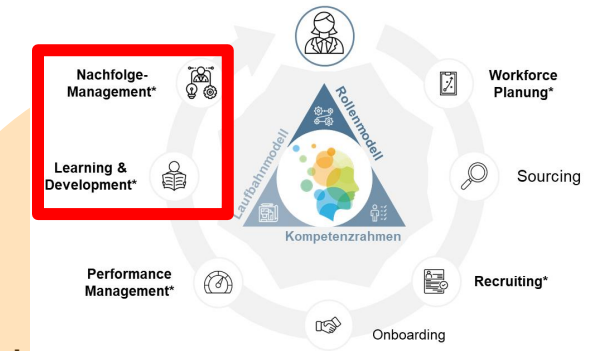 Nachfolge-
Management*
Workforce
Planung*
Rollenmodell
Laufbahnmodell
Kompetenzrahmen
Learning &
Development*
Sourcing
Performance
Management*
Recruiting*
Onboarding